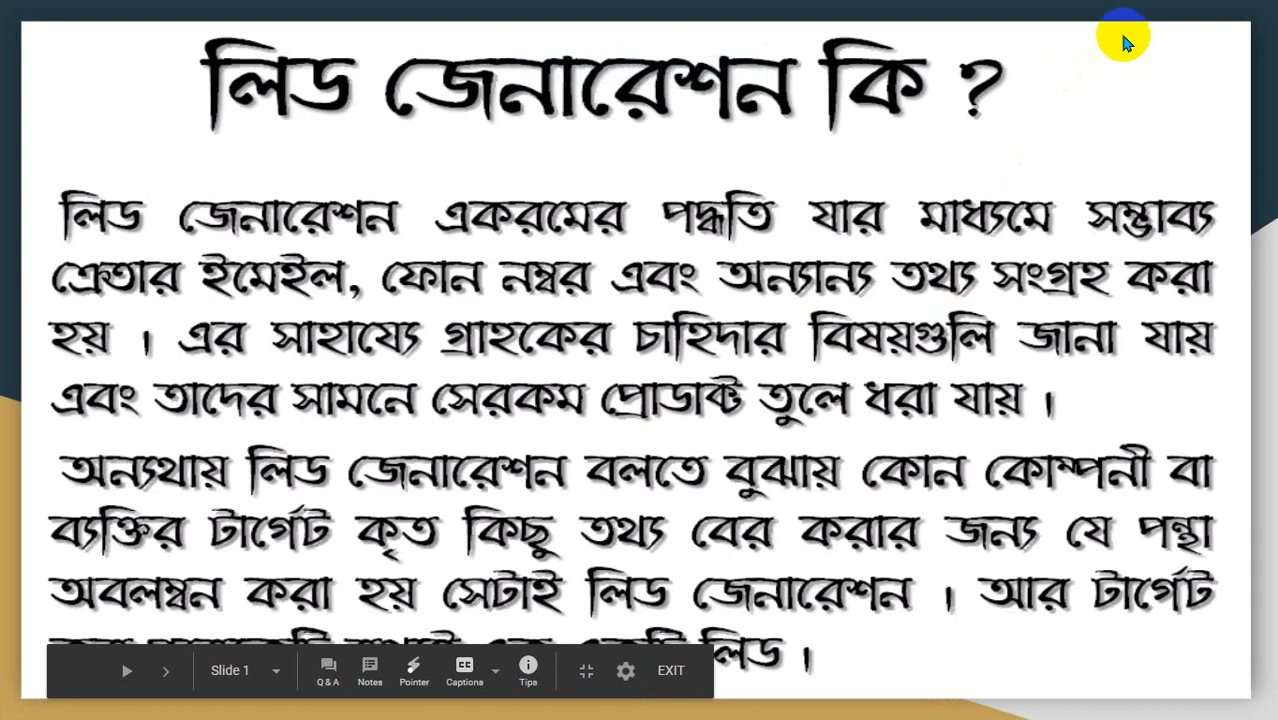 লিড জেনারেশন কি ?
লিড জেনারেশন একরমের পদ্ধতি যার মাধ্যমে সম্ভাব্য
ক্রেতার ইমেইল, ফোন নম্বর এবং অন্যান্য তথ্য সংগ্রহ করা
হয় । এর সাহায্যে গ্রাহকের চাহিদার বিষয়গুলি জানা যায়
এবং তাদের সামনে সেরকম প্রোডাক্ট তুলে ধরা যায় ।
অন্যথায় লিড জেনারেশন বলতে বুঝায় কোন কোম্পনী বা
ব্যক্তির টার্গেট কৃত কিছু তথ্য বের করার জন্য যে পন্থা
অবলম্বন করা হয় সেটাই লিড জেনারেশন । আর টার্গেট
লিড ।
Slide 1
Q & A
Notes
Pointer
CC
Captions
Tips
EXIT